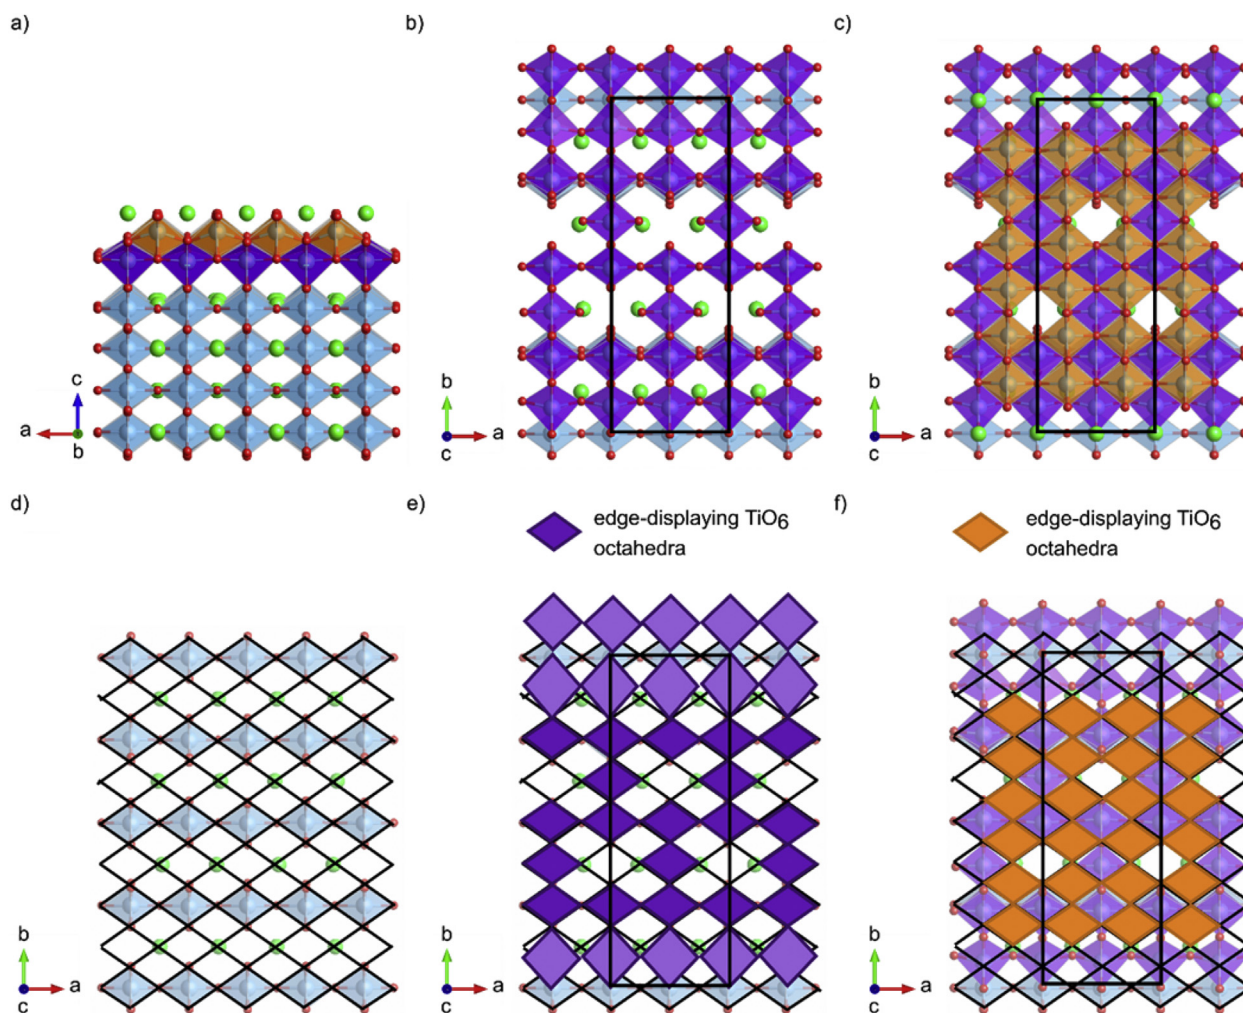 a)
b)
c)
c
a
b
b
a
c
b
a
c
d)
e)
edge-displaying TiO6
octahedra
f)
edge-displaying TiO6
octahedra
b
a
c
b
a
c
b
a
c